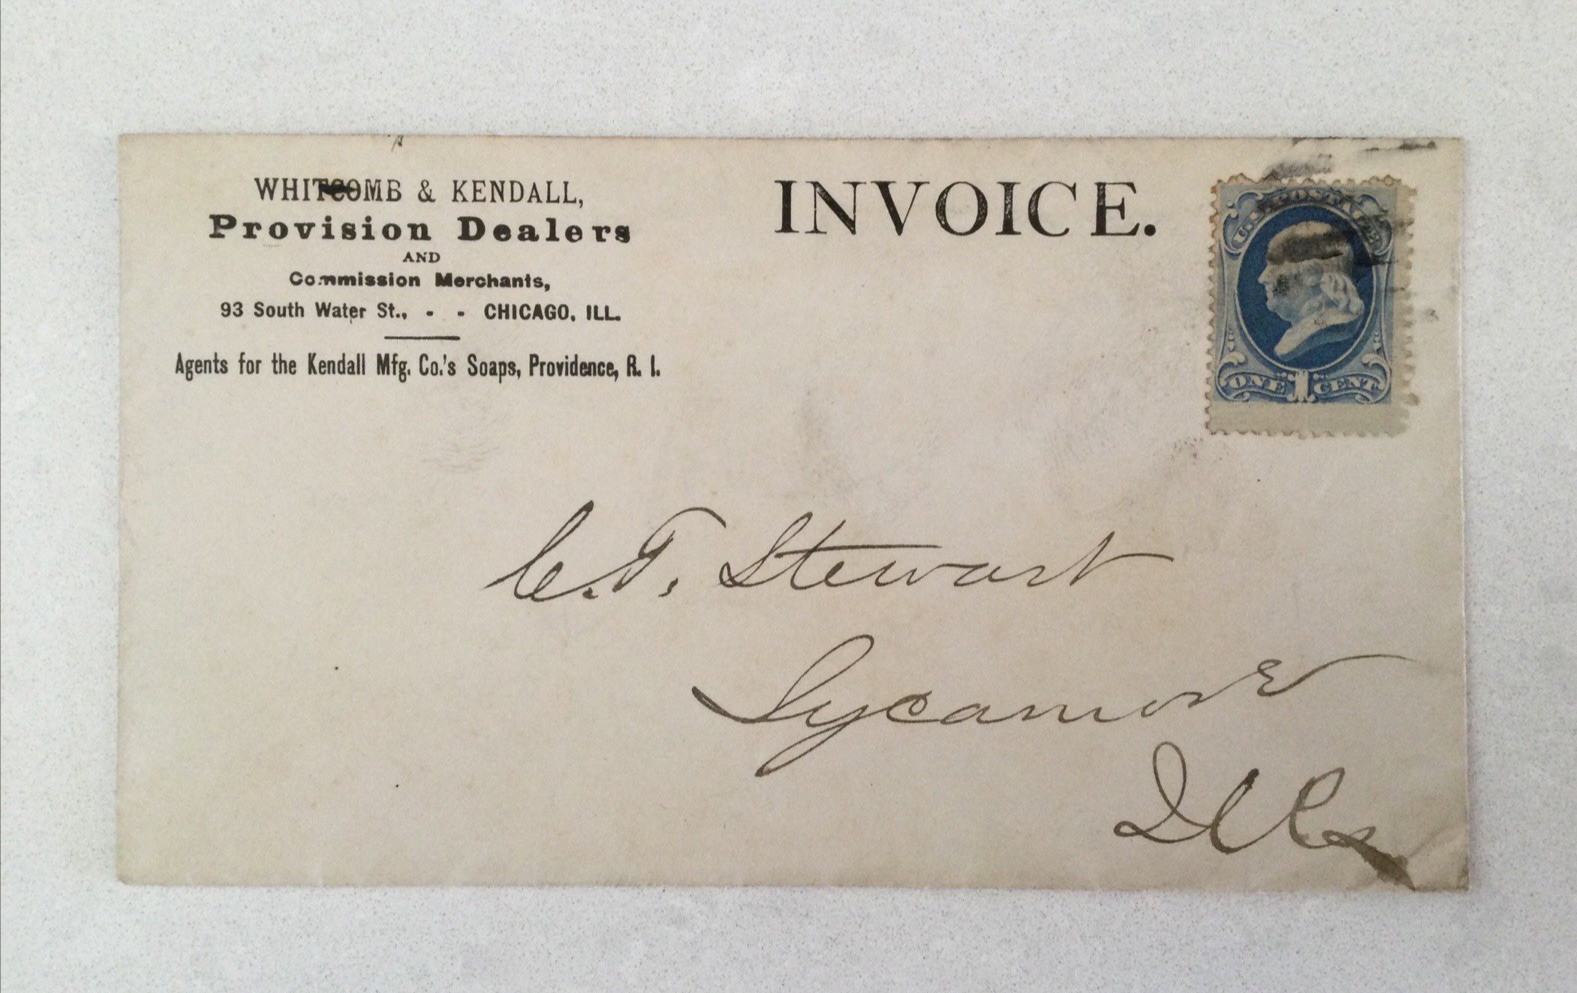 WHITCOMB & KENDALL,
Provision Dealers
AND
Commission Merchants,
93 South Water St., - - CHICAGO, ILL.
Agents for the Kendall Mfg. Co.'s Soaps, Providence, R. I.
INVOICE.
U.S. POSTAGE
ONE 1 CENT
C. T. Stewart
Sycamore
Ills